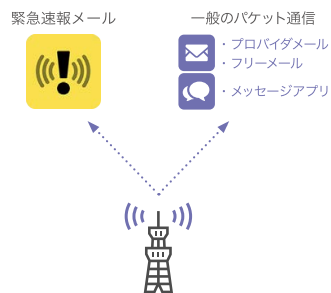 緊急速報メール
一般のパケット通信
・プロバイダメール
・フリーメール
・メッセージアプリ